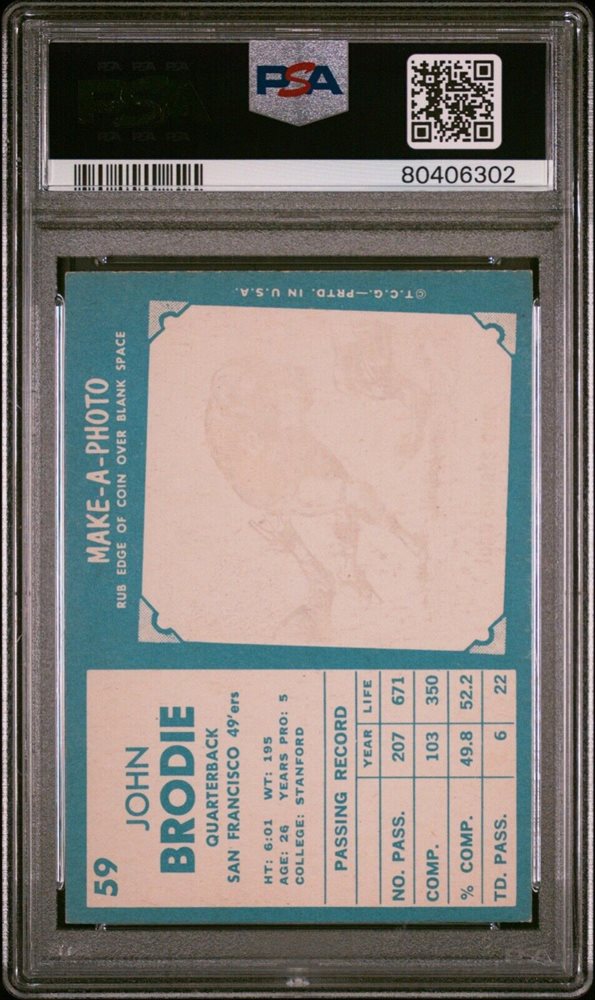 PSA
80406302
©T.C.G.—PRTD. IN U.S.A.
MAKE-A-PHOTO
RUB EDGE OF COIN OVER BLANK SPACE
59
JOHN
BRODIE
QUARTERBACK
SAN FRANCISCO 49'ers
HT: 6:01 WT: 195
AGE: 26 YEARS PRO: 5
COLLEGE: STANFORD
PASSING RECORD
YEAR LIFE
NO. PASS. 207 671
COMP. 103 350
% COMP. 49.8 52.2
TD. PASS. 6 22